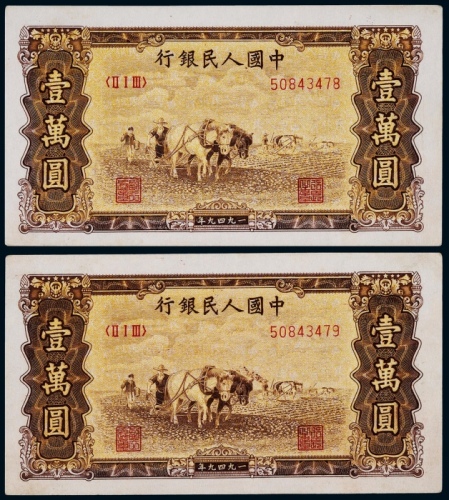 中國人民銀行
〈II I III〉 50843478
壹萬圓
壹萬圓
一九四九年
中國人民銀行
〈II I III〉 50843479
壹萬圓
壹萬圓
一九四九年